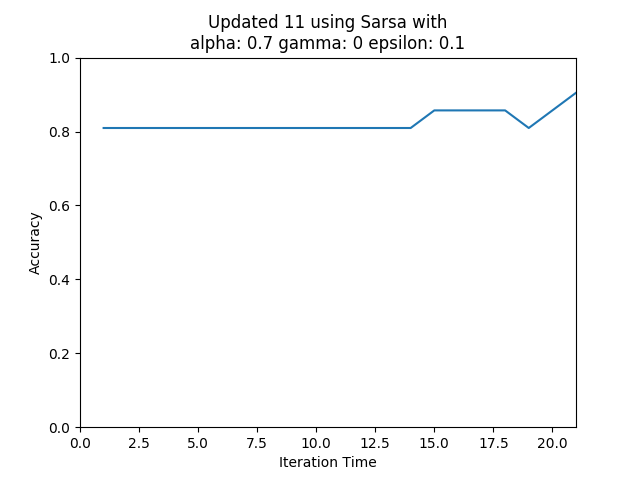 Updated 11 using Sarsa with
alpha: 0.7 gamma: 0 epsilon: 0.1
1.0
0.8
0.6
0.4
0.2
0.0
Accuracy
0.0 2.5 5.0 7.5 10.0 12.5 15.0 17.5 20.0
Iteration Time